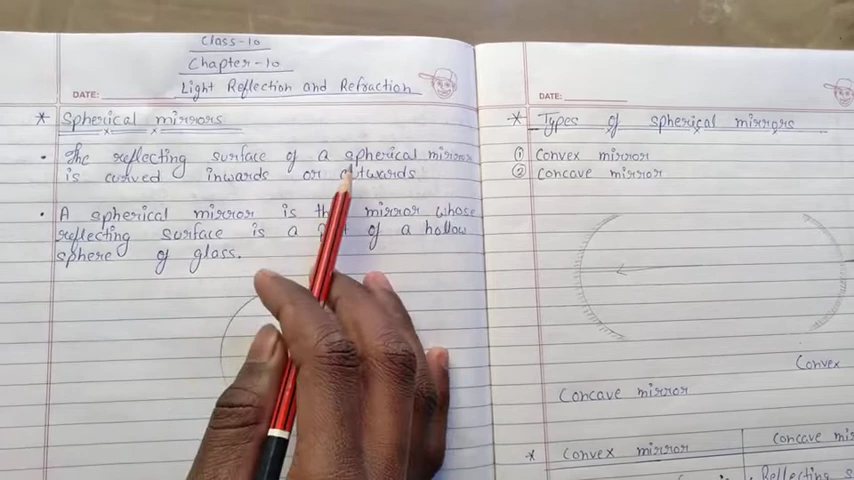 Class-10
Chapter-10
Light Reflection and Refraction
DATE:
* Spherical mirrors
• The reflecting surface of a spherical mirror
is curved inwards or outwards
• A spherical mirror is the mirror whose
reflecting surface is a part of a hollow
sphere of glass.
DATE:
* Types of spherical mirrors
① Convex mirror
② Concave mirror
Convex
Concave mirror
* Convex mirror
Concave mir
Reflecting s